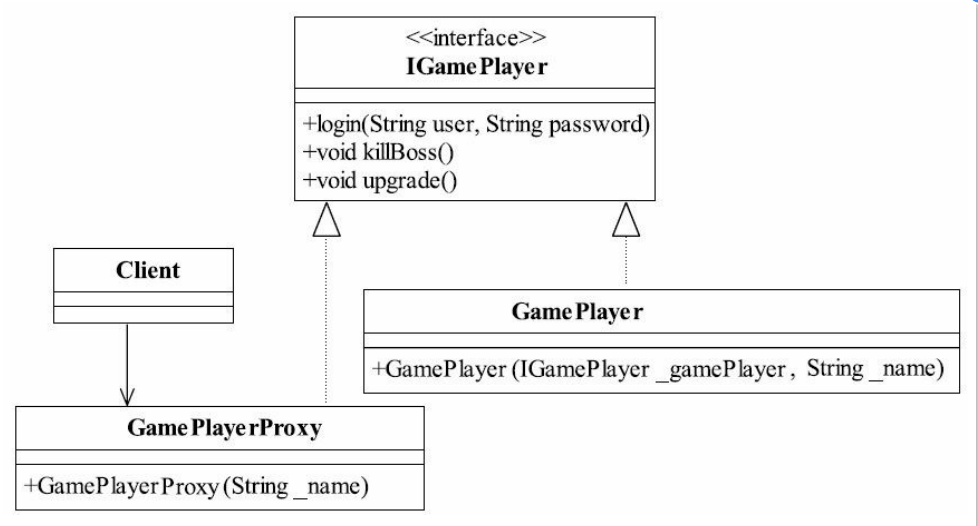 <<interface>>
IGamePlayer
+login(String user, String password)
+void killBoss()
+void upgrade()
Client
GamePlayer
+GamePlayer(IGamePlayer _gamePlayer, String _name)
GamePlayerProxy
+GamePlayerProxy(String _name)